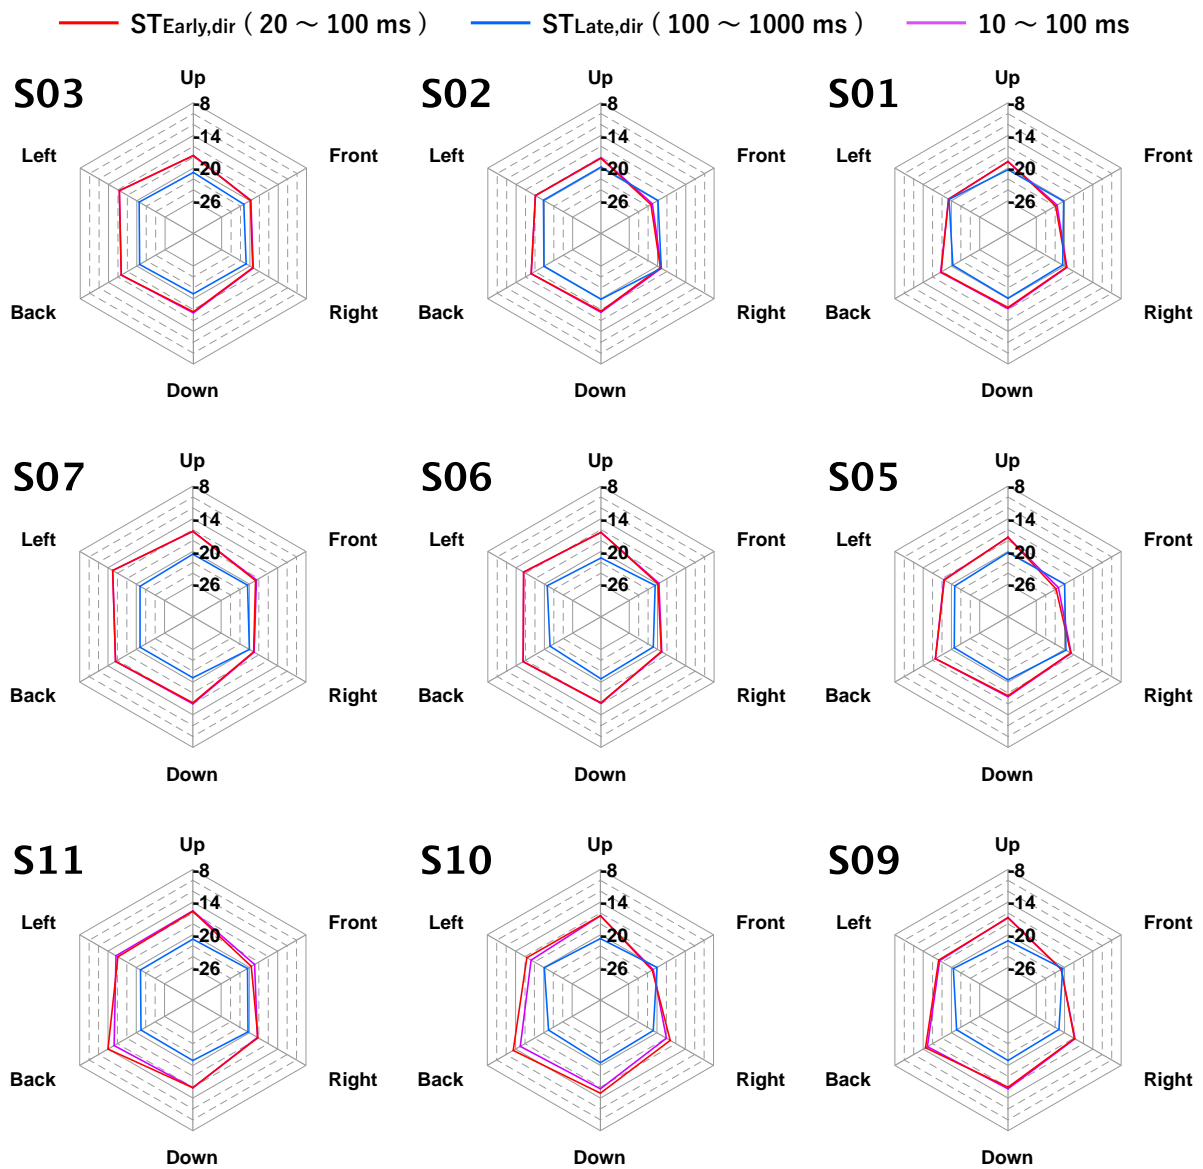 STEarly,dir ( 20 ～ 100 ms ) STLate,dir ( 100 ～ 1000 ms ) 10 ～ 100 ms
S03
Up
-8
-14
-20
-26
Left
Front
Back
Right
Down
S02
Up
-8
-14
-20
-26
Left
Front
Back
Right
Down
S01
Up
-8
-14
-20
-26
Left
Front
Back
Right
Down
S07
Up
-8
-14
-20
-26
Left
Front
Back
Right
Down
S06
Up
-8
-14
-20
-26
Left
Front
Back
Right
Down
S05
Up
-8
-14
-20
-26
Left
Front
Back
Right
Down
S11
Up
-8
-14
-20
-26
Left
Front
Back
Right
Down
S10
Up
-8
-14
-20
-26
Left
Front
Back
Right
Down
S09
Up
-8
-14
-20
-26
Left
Front
Back
Right
Down